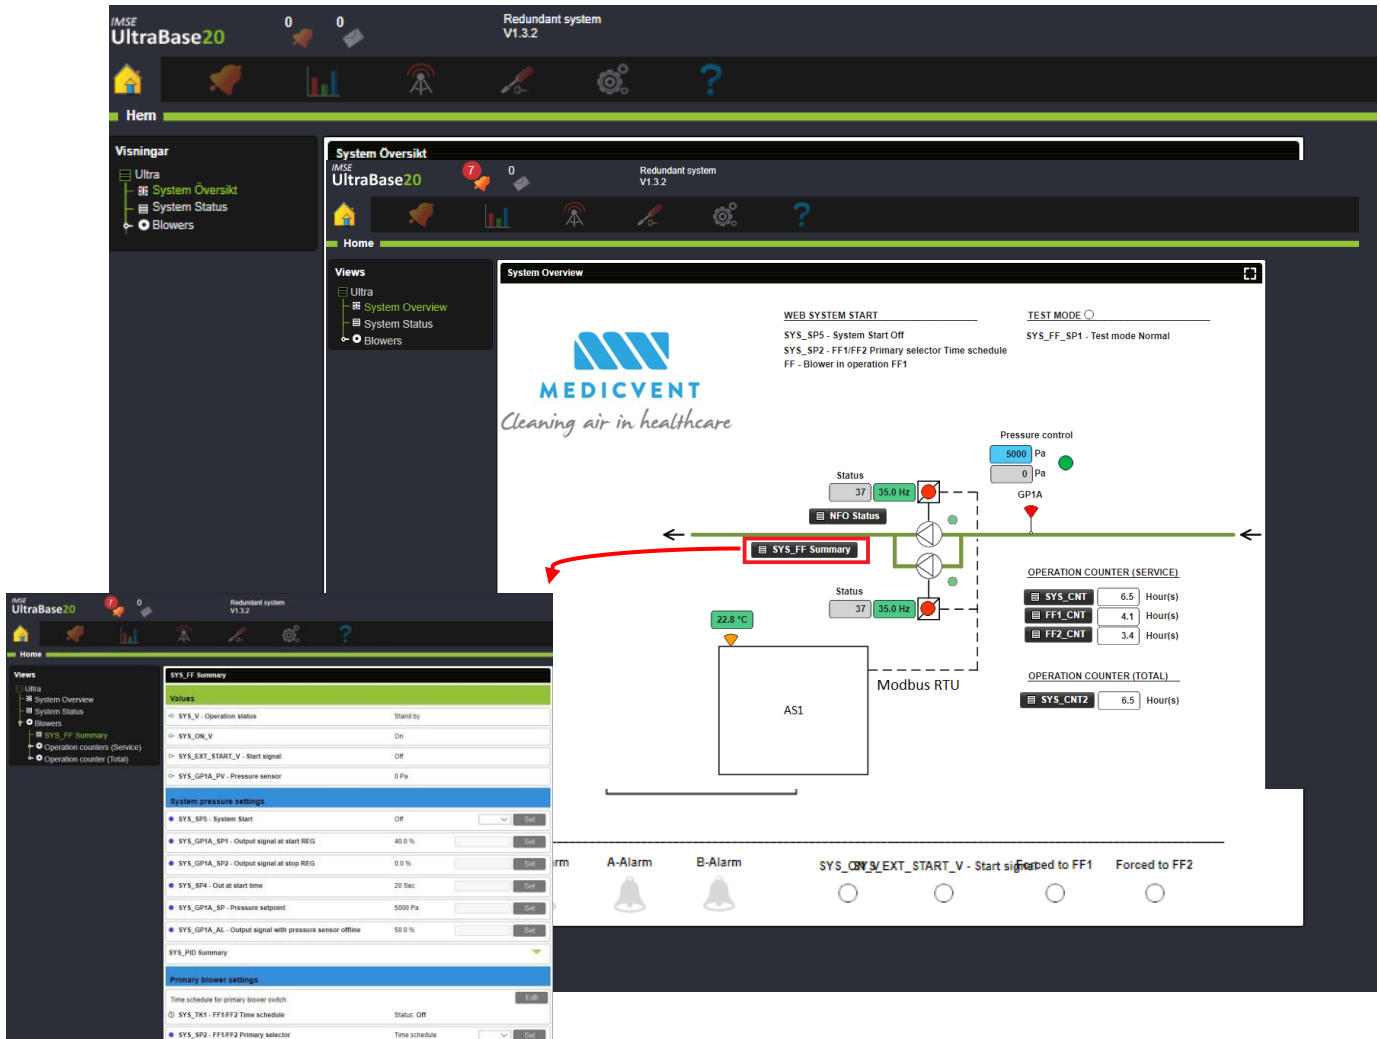 IMSE
UltraBase20
0
0
Redundant system
V1.3.2
Hem
Visningar
Ultra
System Översikt
System Status
Blowers
System Översikt
IMSE
UltraBase20
7
0
Redundant system
V1.3.2
Home
Views
Ultra
System Overview
System Status
Blowers
System Overview
WEB SYSTEM START
SYS_SP5 - System Start Off
SYS_SP2 - FF1/FF2 Primary selector Time schedule
FF - Blower in operation FF1
TEST MODE
SYS_FF_SP1 - Test mode Normal
MEDICVENT
Cleaning air in healthcare
Pressure control
5000 Pa
0 Pa
GP1A
Status
37 35.0 Hz
NFO Status
SYS_FF Summary
Status
37 35.0 Hz
22.8 °C
Modbus RTU
AS1
OPERATION COUNTER (SERVICE)
SYS_CNT 6.5 Hour(s)
FF1_CNT 4.1 Hour(s)
FF2_CNT 3.4 Hour(s)
OPERATION COUNTER (TOTAL)
SYS_CNT2 6.5 Hour(s)
rm
A-Alarm
B-Alarm
SYS_ON_V
SYS_EXT_START_V - Start signal
Forced to FF1
Forced to FF2
IMSE
UltraBase20
7
0
Redundant system
V1.3.2
Home
Views
Ultra
System Overview
System Status
Blowers
SYS_FF Summary
Operation counters (Service)
Operation counter (Total)
SYS_FF Summary
Values
SYS_V - Operation status Stand by
SYS_ON_V On
SYS_EXT_START_V - Start signal Off
SYS_GP1A_PV - Pressure sensor 0 Pa
System pressure settings
SYS_SP5 - System Start Off Set
SYS_GP1A_SP1 - Output signal at start REG 40.0 % Set
SYS_GP1A_SP2 - Output signal at stop REG 0.0 % Set
SYS_SP4 - Out at start time 20 Sec. Set
SYS_GP1A_SP - Pressure setpoint 5000 Pa Set
SYS_GP1A_AL - Output signal with pressure sensor offline 50.0 % Set
SYS_PID Summary
Primary blower settings
Time schedule for primary blower switch. Edit
SYS_TK1 - FF1/FF2 Time schedule Status: Off
SYS_SP2 - FF1/FF2 Primary selector Time schedule Set